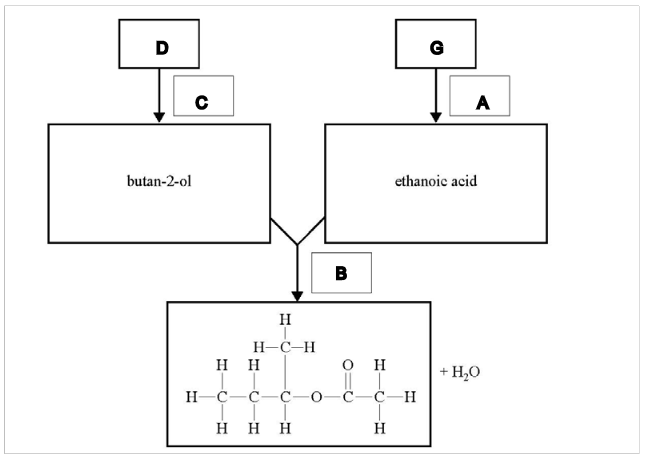 D
G
C
A
butan-2-ol
ethanoic acid
B
H
H–C–H
H H O H
H–C–C–C–O–C–C–H
H H H H
+ H₂O